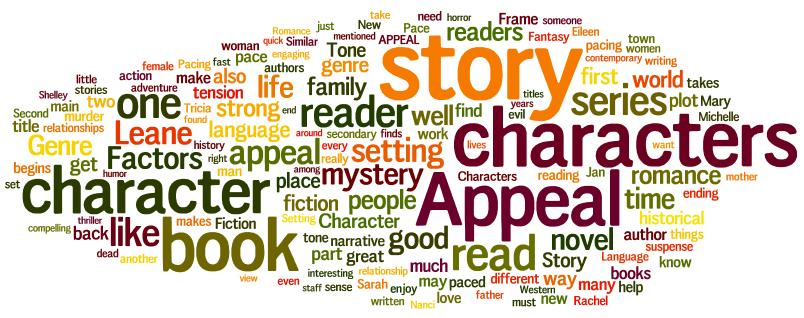 take need horror Frame someone
Romance just New Pace readers Fantasy Eileen
quick Similar mentioned APPEAL story pacing town
woman Tone contemporary women
engaging
female Pacing fast pace genre first writing
little action make also authors life family world takes
stories adventure tension series plot Mary
Shelley two one strong end reader well find titles
Second main Tricia years
murder found language around secondary finds work evil Michelle
title relationships Leane characters
Genre history every setting lives want
begins get Factors right appeal really
humor man among mystery Characters reading Jan romance mother
set character place Appeal time ending
fiction people
thriller makes Fiction Setting Character historical
compelling back like book tone narrative good read novel author things
dead another part great Story Language suspense
view even interesting relationship much books know
staff sense Sarah enjoy may paced different way many help
written Nanci love father Western must new Rachel